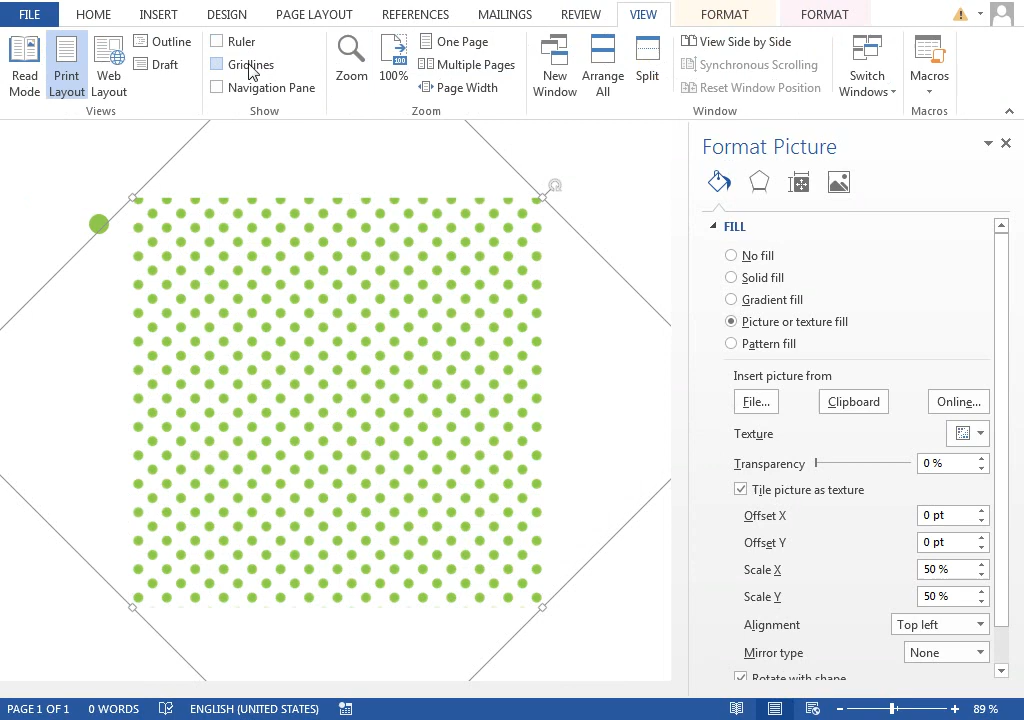 FILE HOME INSERT DESIGN PAGE LAYOUT REFERENCES MAILINGS REVIEW VIEW FORMAT FORMAT
Read Mode
Print Layout
Web Layout
Outline
Draft
Views
Ruler
Gridlines
Navigation Pane
Show
Zoom
100
100%
One Page
Multiple Pages
Page Width
Zoom
New Window
Arrange All
Split
View Side by Side
Synchronous Scrolling
Reset Window Position
Window
Switch Windows
Macros
Macros
Format Picture
FILL
No fill
Solid fill
Gradient fill
Picture or texture fill
Pattern fill
Insert picture from
File... Clipboard Online...
Texture
Transparency 0 %
Tile picture as texture
Offset X 0 pt
Offset Y 0 pt
Scale X 50 %
Scale Y 50 %
Alignment Top left
Mirror type None
Rotate with shape
PAGE 1 OF 1 0 WORDS ENGLISH (UNITED STATES) 89 %